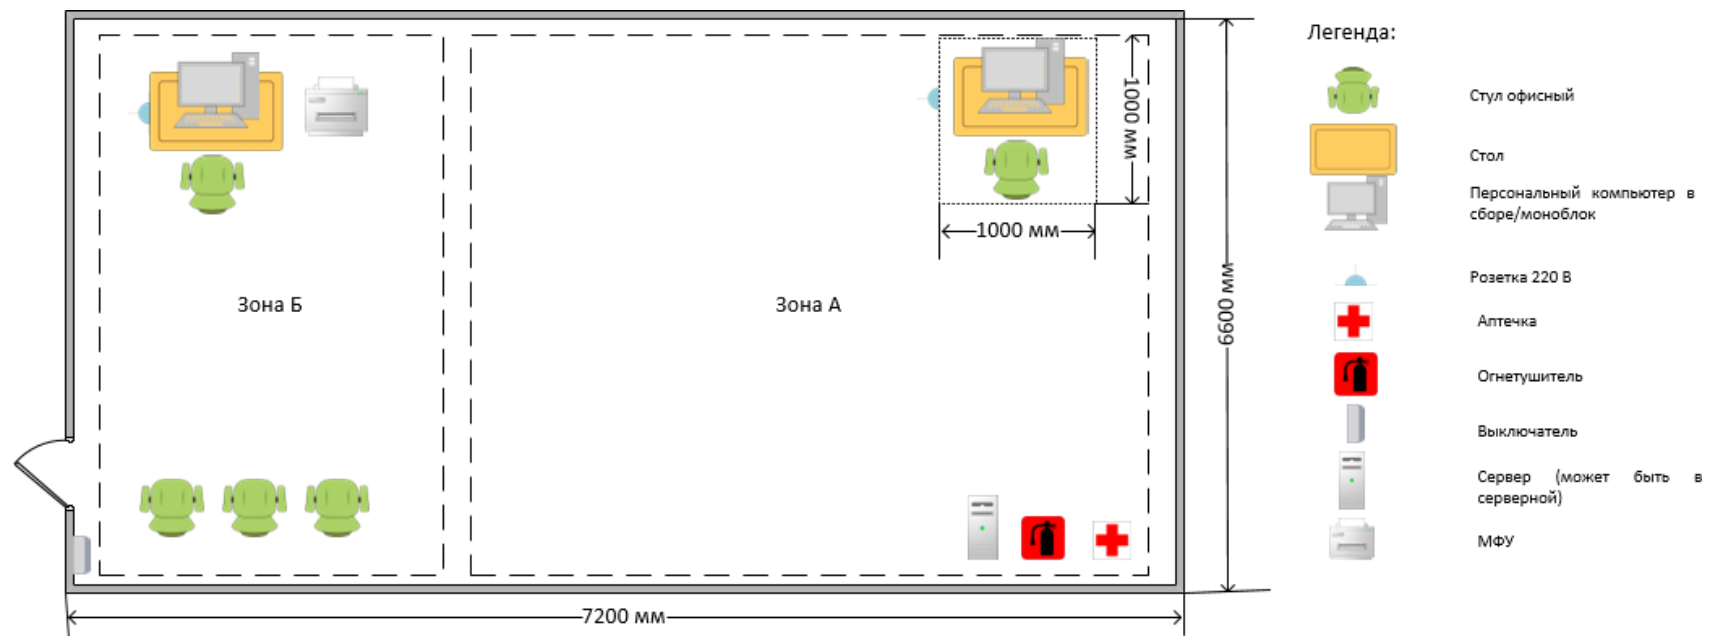 Легенда:
Стул офисный
Стол
Персональный компьютер в
сборе/моноблок
Розетка 220 В
Аптечка
Огнетушитель
Выключатель
Сервер (может быть в
серверной)
МФУ
1000 мм
1000 мм
Зона Б
Зона А
6600 мм
7200 мм